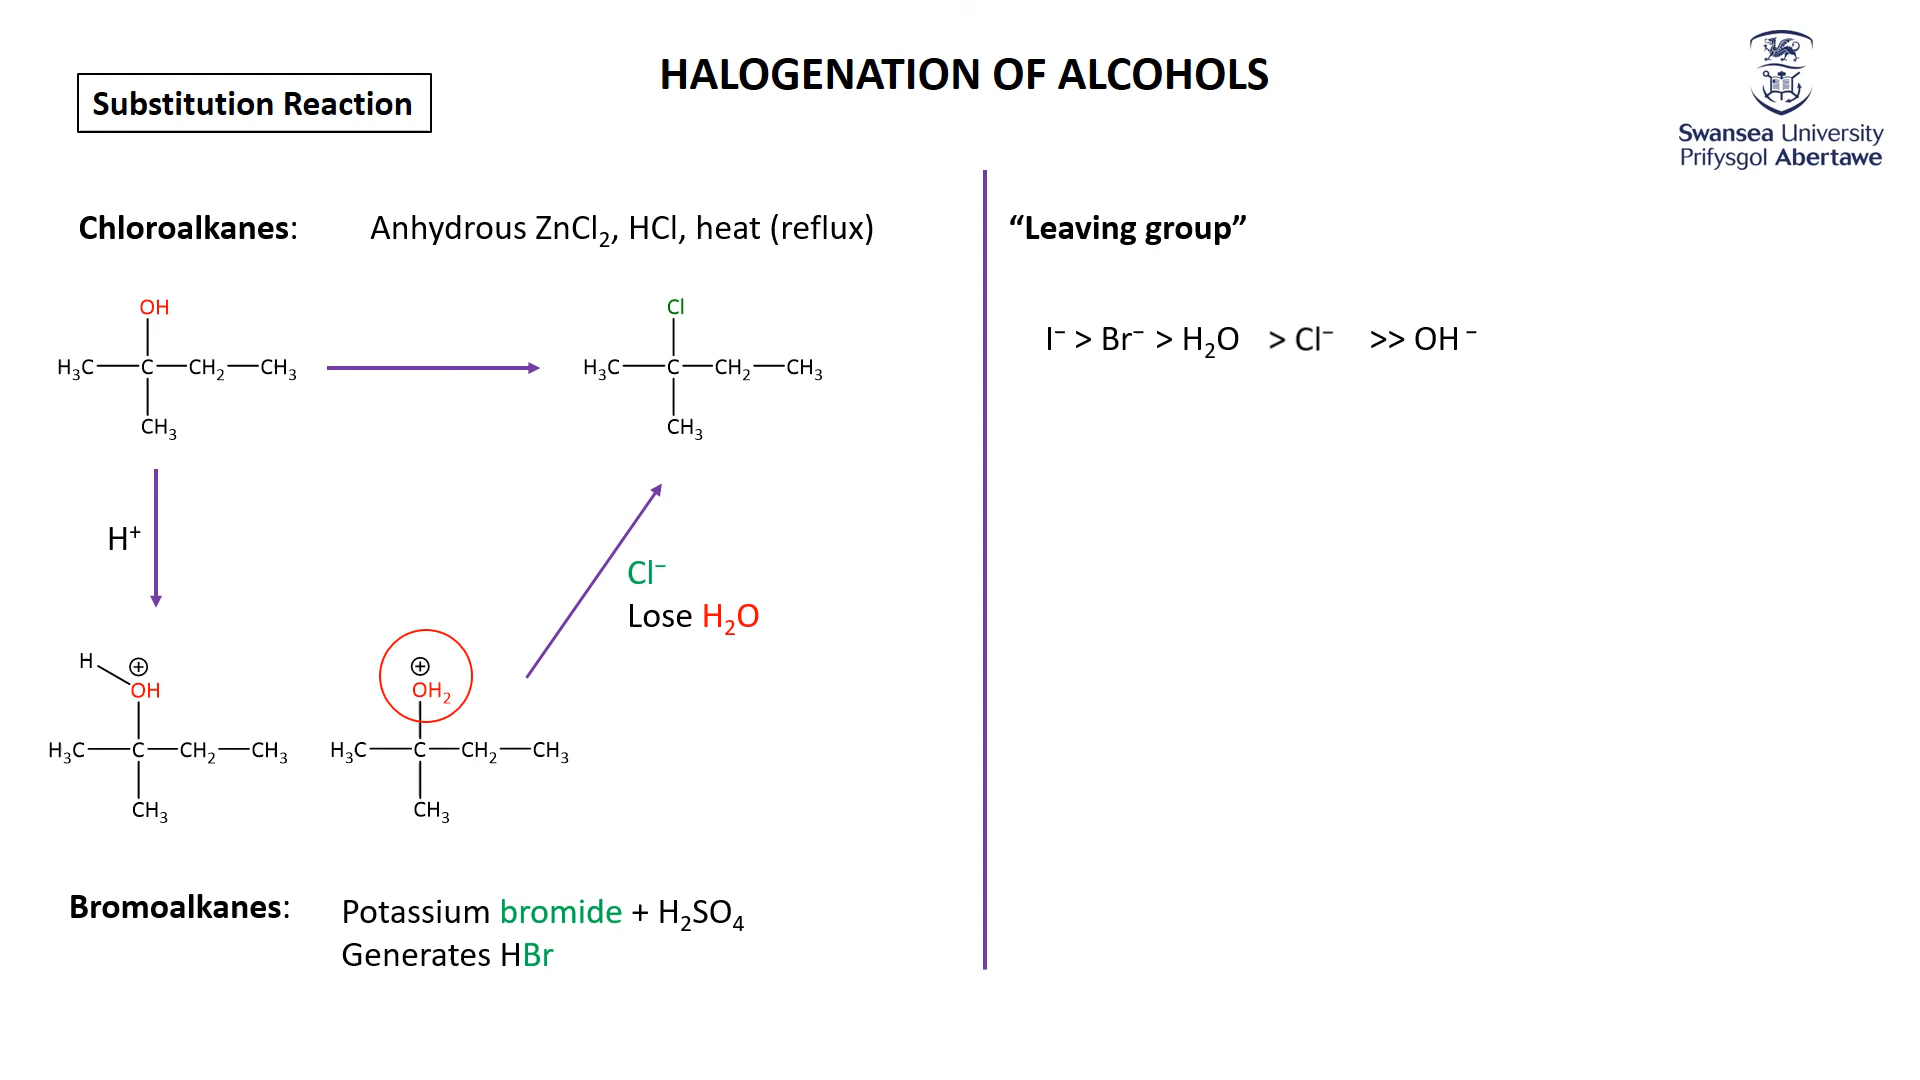 HALOGENATION OF ALCOHOLS
Substitution Reaction
Swansea University
Prifysgol Abertawe
Chloroalkanes: Anhydrous ZnCl₂, HCl, heat (reflux)
OH
H₃C C CH₂ CH₃
CH₃
Cl
H₃C C CH₂ CH₃
CH₃
H⁺
Cl⁻
Lose H₂O
H ⊕
OH
H₃C C CH₂ CH₃
CH₃
⊕
OH₂
H₃C C CH₂ CH₃
CH₃
Bromoalkanes: Potassium bromide + H₂SO₄
Generates HBr
“Leaving group”
I⁻ > Br⁻ > H₂O > Cl⁻ >> OH⁻